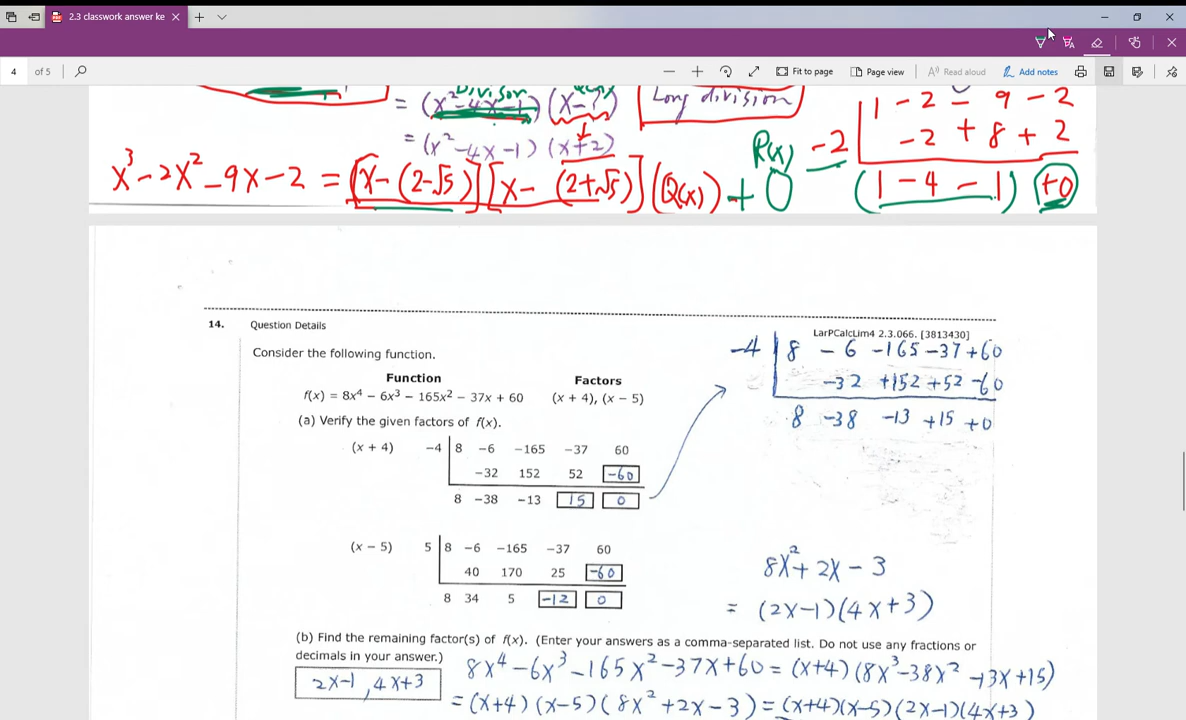 2.3 classwork answer ke
4 of 5 Fit to page Page view Read aloud Add notes
Divisor
= (x²-4x-1) (x-?) Long division
= (x²-4x-1) (x+2)
x³-2x²-9x-2 = [x-(2-√5)][x-(2+√5)](Q(x)) + 0
R(x)
1 -2 - 9 - 2
-2 -2 + 8 + 2
(1 -4 -1) +0
14. Question Details LarPCalcLim4 2.3.066. [3813430]
Consider the following function.
Function Factors
f(x) = 8x⁴ − 6x³ − 165x² − 37x + 60 (x + 4), (x − 5)
(a) Verify the given factors of f(x).
(x + 4) −4 8 −6 −165 −37 60
−32 152 52 -60
8 −38 −13 15 0
-4 8 -6 -165 -37 +60
-32 +152 +52 -60
8 -38 -13 +15 +0
(x − 5) 5 8 −6 −165 −37 60
40 170 25 -60
8 34 5 -12 0
8x²+2x-3
= (2x-1)(4x+3)
(b) Find the remaining factor(s) of f(x). (Enter your answers as a comma-separated list. Do not use any fractions or
decimals in your answer.)
2x-1, 4x+3
8x⁴-6x³-165x²-37x+60 = (x+4)(8x³-38x²-13x+15)
= (x+4)(x-5)(8x²+2x-3) = (x+4)(x-5)(2x-1)(4x+3)